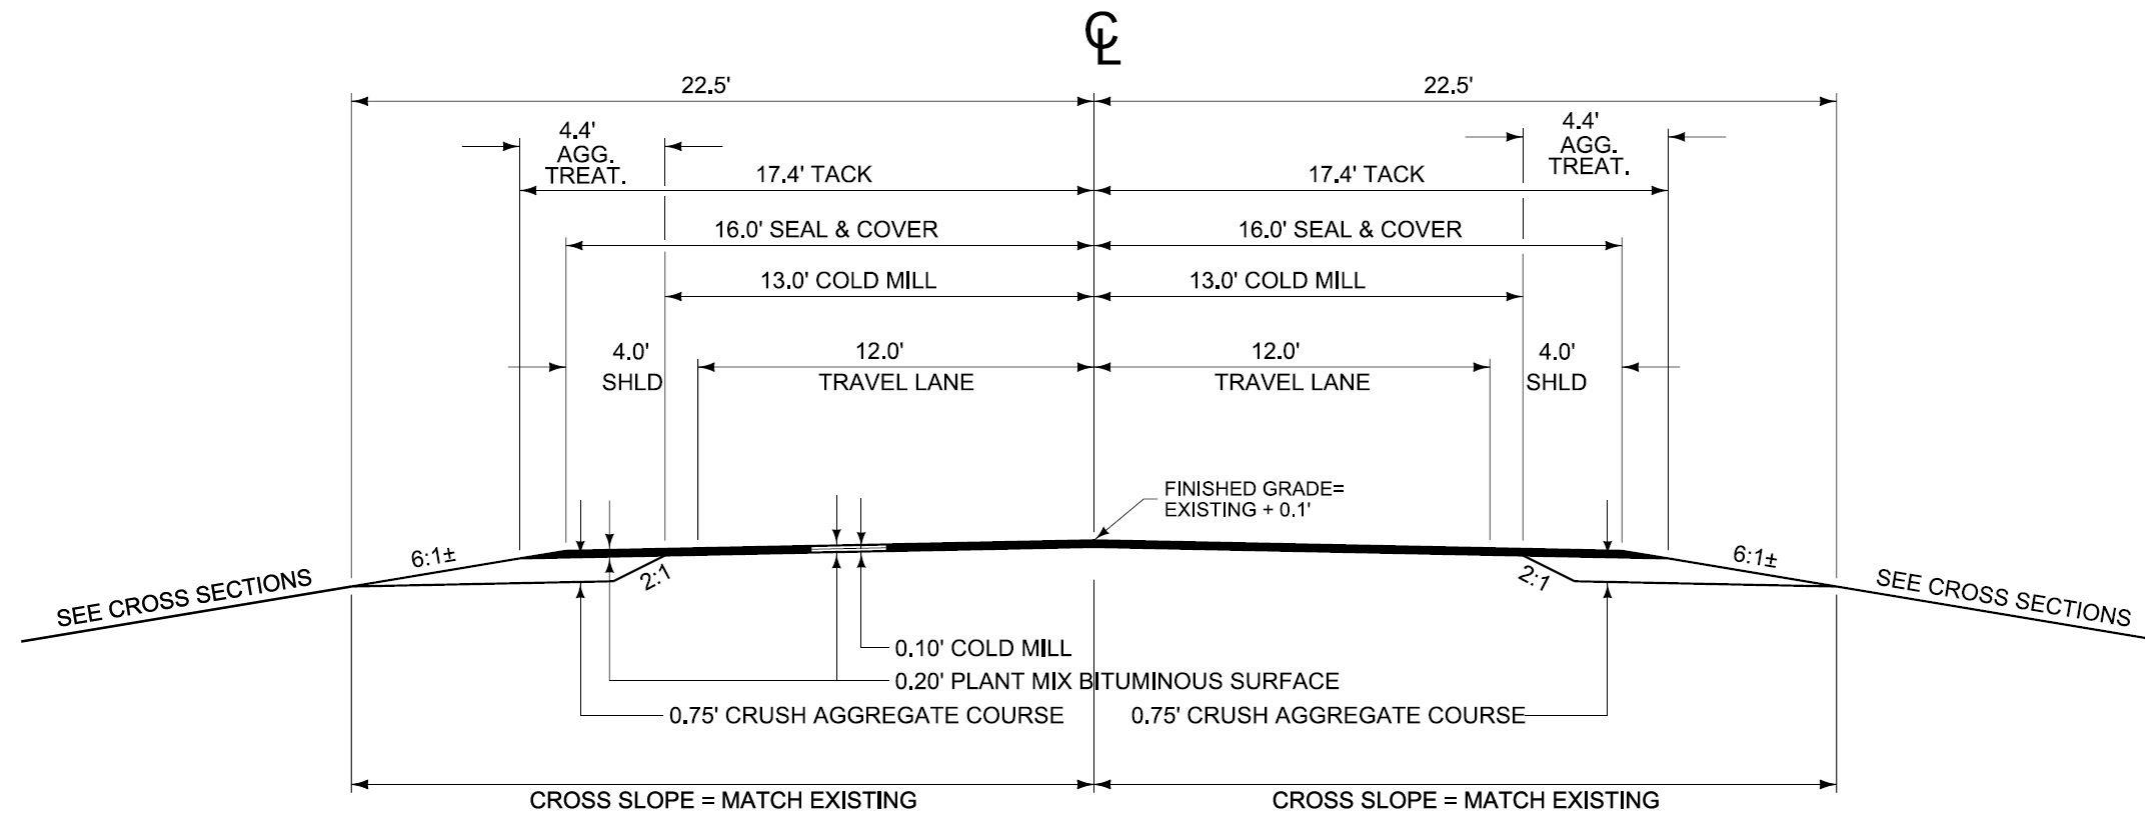 ℄
22.5' 22.5'
4.4' 4.4'
AGG. AGG.
TREAT. TREAT.
17.4' TACK 17.4' TACK
16.0' SEAL & COVER 16.0' SEAL & COVER
13.0' COLD MILL 13.0' COLD MILL
4.0' 12.0' 12.0' 4.0'
SHLD TRAVEL LANE TRAVEL LANE SHLD
FINISHED GRADE=
EXISTING + 0.1'
6:1± 6:1±
2:1 2:1
SEE CROSS SECTIONS SEE CROSS SECTIONS
0.10' COLD MILL
0.20' PLANT MIX BITUMINOUS SURFACE
0.75' CRUSH AGGREGATE COURSE 0.75' CRUSH AGGREGATE COURSE
CROSS SLOPE = MATCH EXISTING CROSS SLOPE = MATCH EXISTING